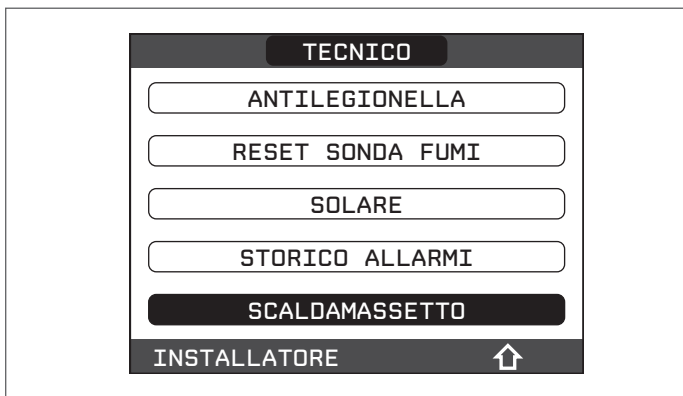 TECNICO
ANTILEGIONELLA
RESET SONDA FUMI
SOLARE
STORICO ALLARMI
SCALDAMASSETTO
INSTALLATORE